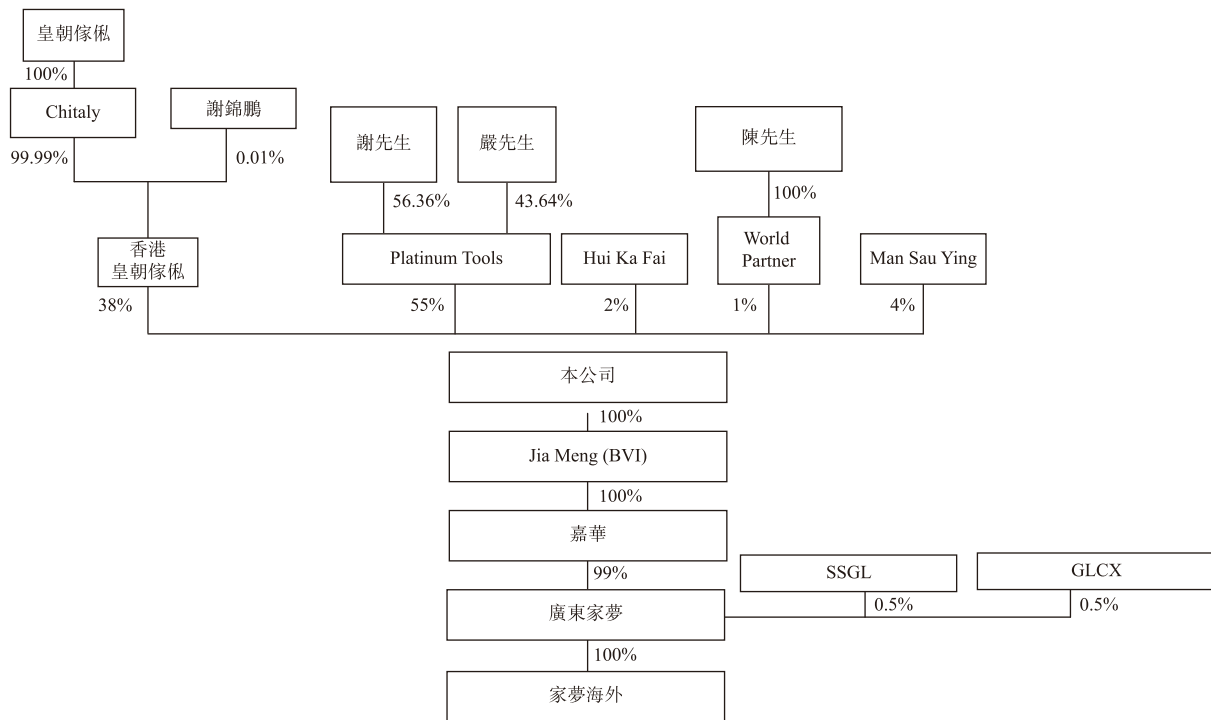 皇朝傢俬
100%
Chitaly
謝錦鵬
99.99%
0.01%
謝先生
嚴先生
陳先生
56.36%
43.64%
100%
香港
皇朝傢俬
Platinum Tools
Hui Ka Fai
World
Partner
Man Sau Ying
38%
55%
2%
1%
4%
本公司
100%
Jia Meng (BVI)
100%
嘉華
99%
SSGL
GLCX
0.5%
0.5%
廣東家夢
100%
家夢海外